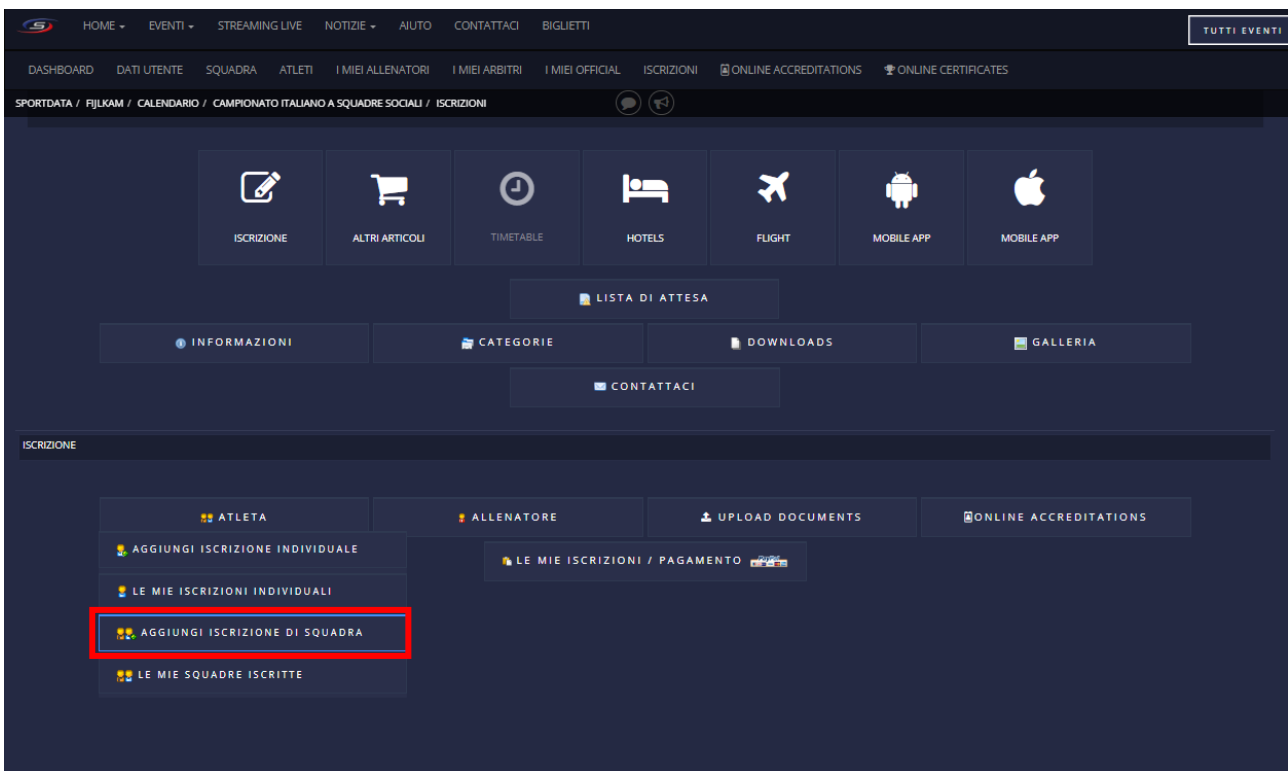 HOME EVENTI STREAMING LIVE NOTIZIE AIUTO CONTATTACI BIGLIETTI TUTTI EVENTI
DASHBOARD DATI UTENTE SQUADRA ATLETI I MIEI ALLENATORI I MIEI ARBITRI I MIEI OFFICIAL ISCRIZIONI ONLINE ACCREDITATIONS ONLINE CERTIFICATES
SPORTDATA / FIJLKAM / CALENDARIO / CAMPIONATO ITALIANO A SQUADRE SOCIALI / ISCRIZIONI
ISCRIZIONE ALTRI ARTICOLI TIMETABLE HOTELS FLIGHT MOBILE APP MOBILE APP
LISTA DI ATTESA
INFORMAZIONI CATEGORIE DOWNLOADS GALLERIA
CONTATTACI
ISCRIZIONE
ATLETA ALLENATORE UPLOAD DOCUMENTS ONLINE ACCREDITATIONS
AGGIUNGI ISCRIZIONE INDIVIDUALE
LE MIE ISCRIZIONI / PAGAMENTO
LE MIE ISCRIZIONI INDIVIDUALI
AGGIUNGI ISCRIZIONE DI SQUADRA
LE MIE SQUADRE ISCRITTE